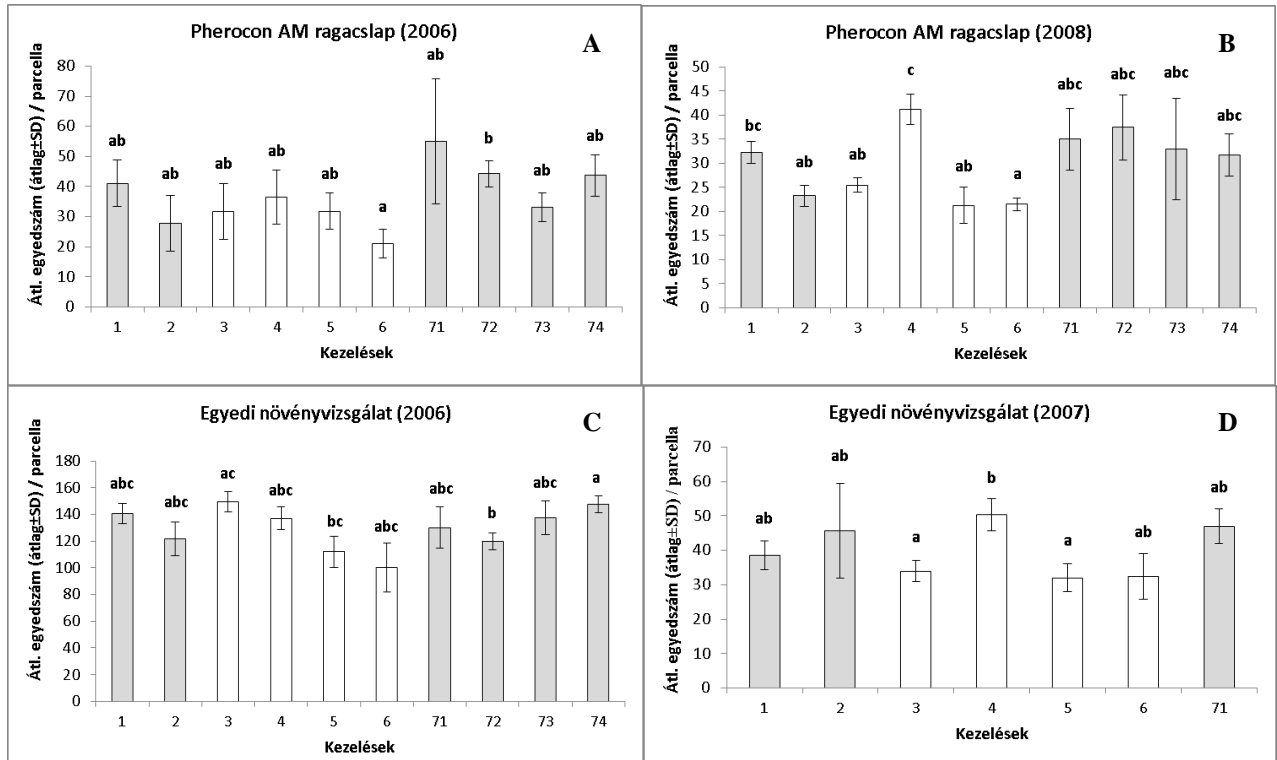 Pherocon AM ragacslap (2006)
A
Átl. egyedszám (átlag±SD) / parcella
80
70
60
50
40
30
20
10
0
ab
ab
ab
ab
ab
a
ab
b
ab
ab
1 2 3 4 5 6 71 72 73 74
Kezelések
Pherocon AM ragacslap (2008)
B
Átl. egyedszám (átlag±SD) / parcella
50
45
40
35
30
25
20
15
10
5
0
bc
ab
ab
c
ab
a
abc
abc
abc
abc
1 2 3 4 5 6 71 72 73 74
Kezelések
Egyedi növényvizsgálat (2006)
C
Átl. egyedszám (átlag±SD) / parcella
180
160
140
120
100
80
60
40
20
0
abc
abc
ac
abc
bc
abc
abc
b
abc
a
1 2 3 4 5 6 71 72 73 74
Kezelések
Egyedi növényvizsgálat (2007)
D
Átl. egyedszám (átlag±SD) / parcella
70
60
50
40
30
20
10
0
ab
ab
a
b
a
ab
ab
1 2 3 4 5 6 71
Kezelések